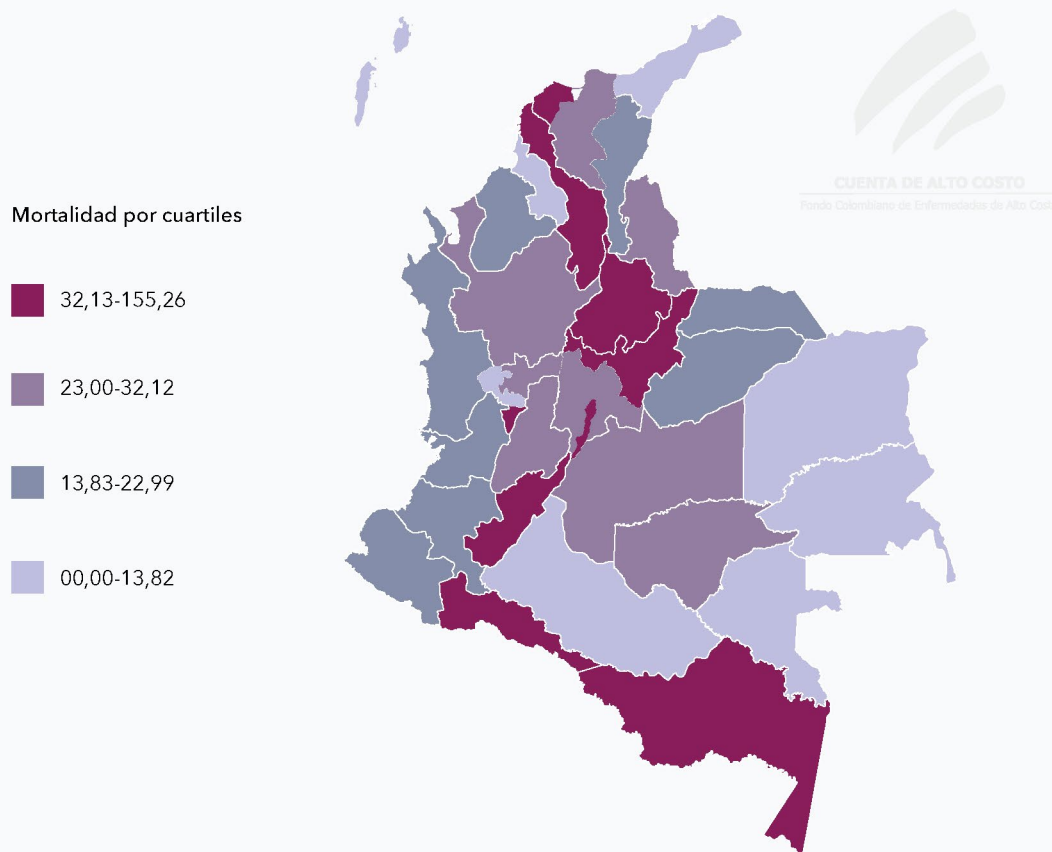 CUENTA DE ALTO COSTO
Fondo Colombiano de Enfermedades de Alto Cost
Mortalidad por cuartiles
32,13-155,26
23,00-32,12
13,83-22,99
00,00-13,82